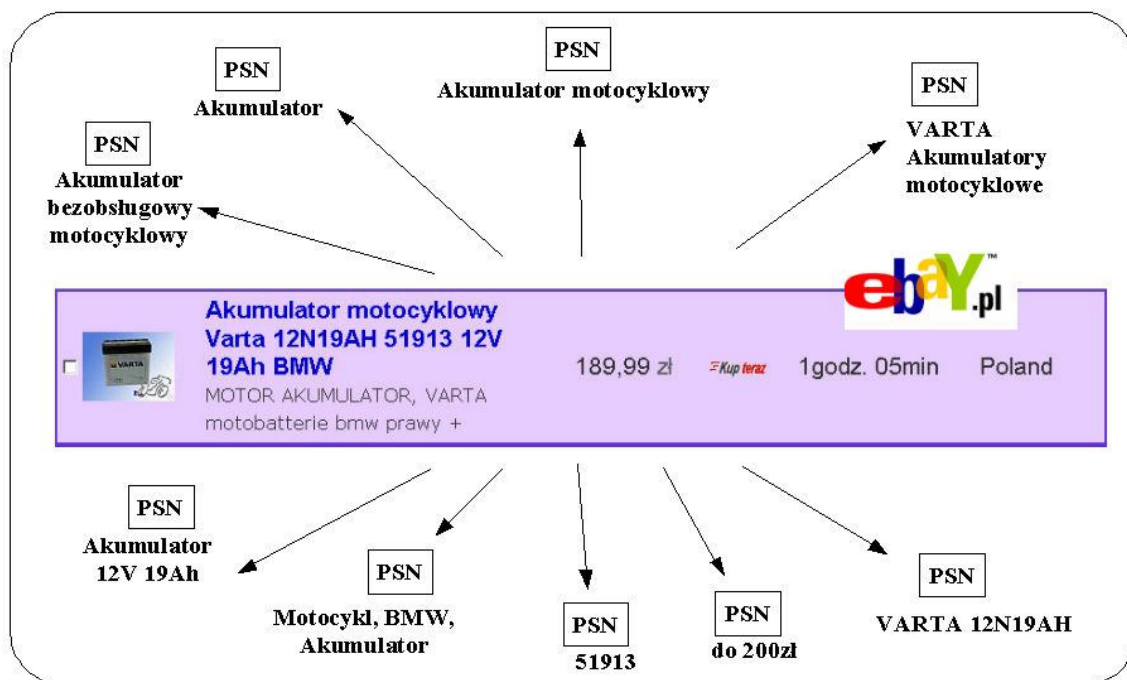 PSN
Akumulator motocyklowy
PSN
Akumulator
PSN
VARTA
Akumulatory
motocyklowe
PSN
Akumulator
bezobsługowy
motocyklowy
ebaY.pl™
Akumulator motocyklowy
Varta 12N19AH 51913 12V
19Ah BMW
MOTOR AKUMULATOR, VARTA
motobatterie bmw prawy +
VARTA
189,99 zł
Kup teraz
1godz. 05min
Poland
PSN
Akumulator
12V 19Ah
PSN
Motocykl, BMW,
Akumulator
PSN
51913
PSN
do 200zł
PSN
VARTA 12N19AH